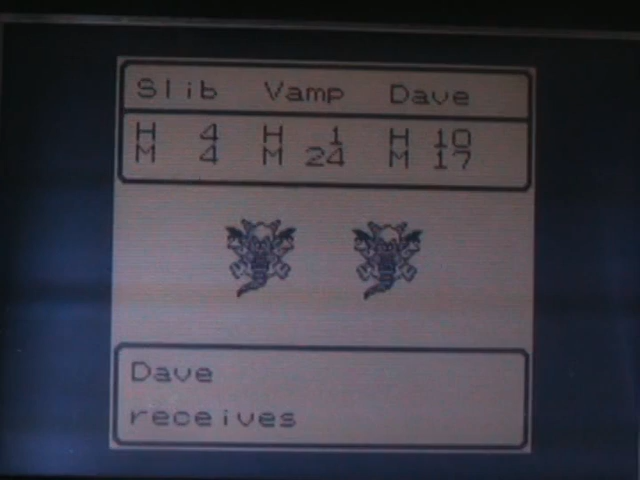 Slib Vamp Dave
H 4 H 1 H 10
M 4 M 24 M 17
Dave
receives